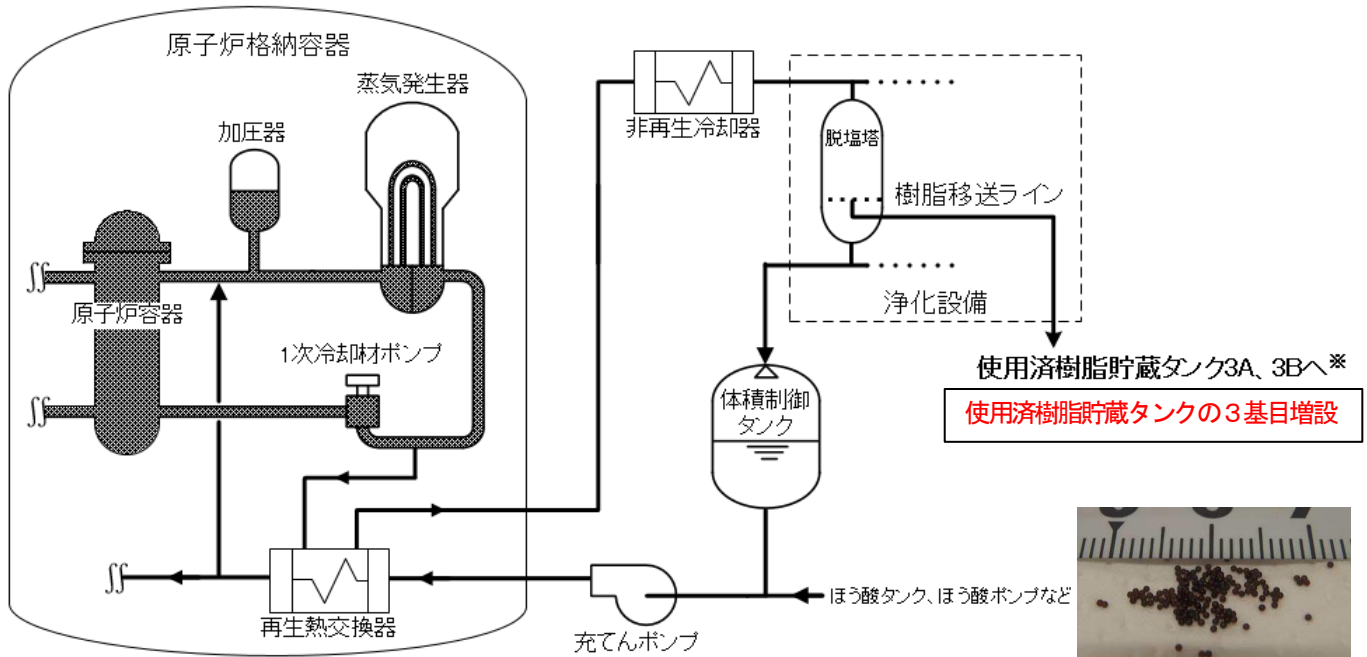 原子炉格納容器
蒸気発生器
加圧器
原子炉容器
1次冷却材ポンプ
再生熱交換器
非再生冷却器
脱塩塔
樹脂移送ライン
浄化設備
使用済樹脂貯蔵タンク3A、3Bへ※
使用済樹脂貯蔵タンクの３基目増設
体積制御
タンク
ほう酸タンク、ほう酸ポンプなど
充てんポンプ